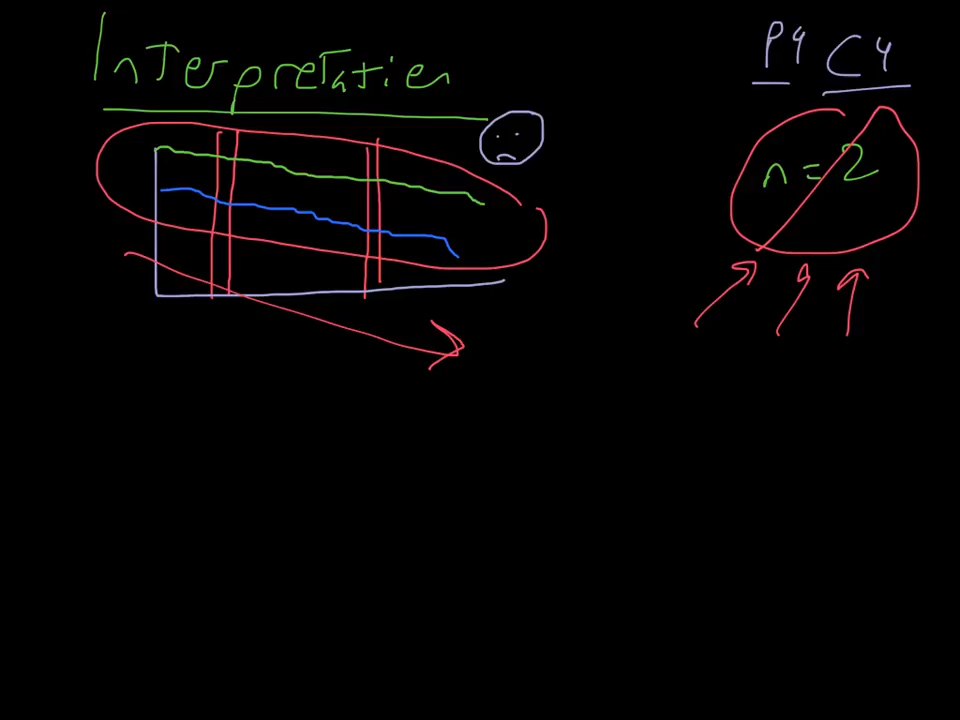 Interpretation
P4 C4
n = 2